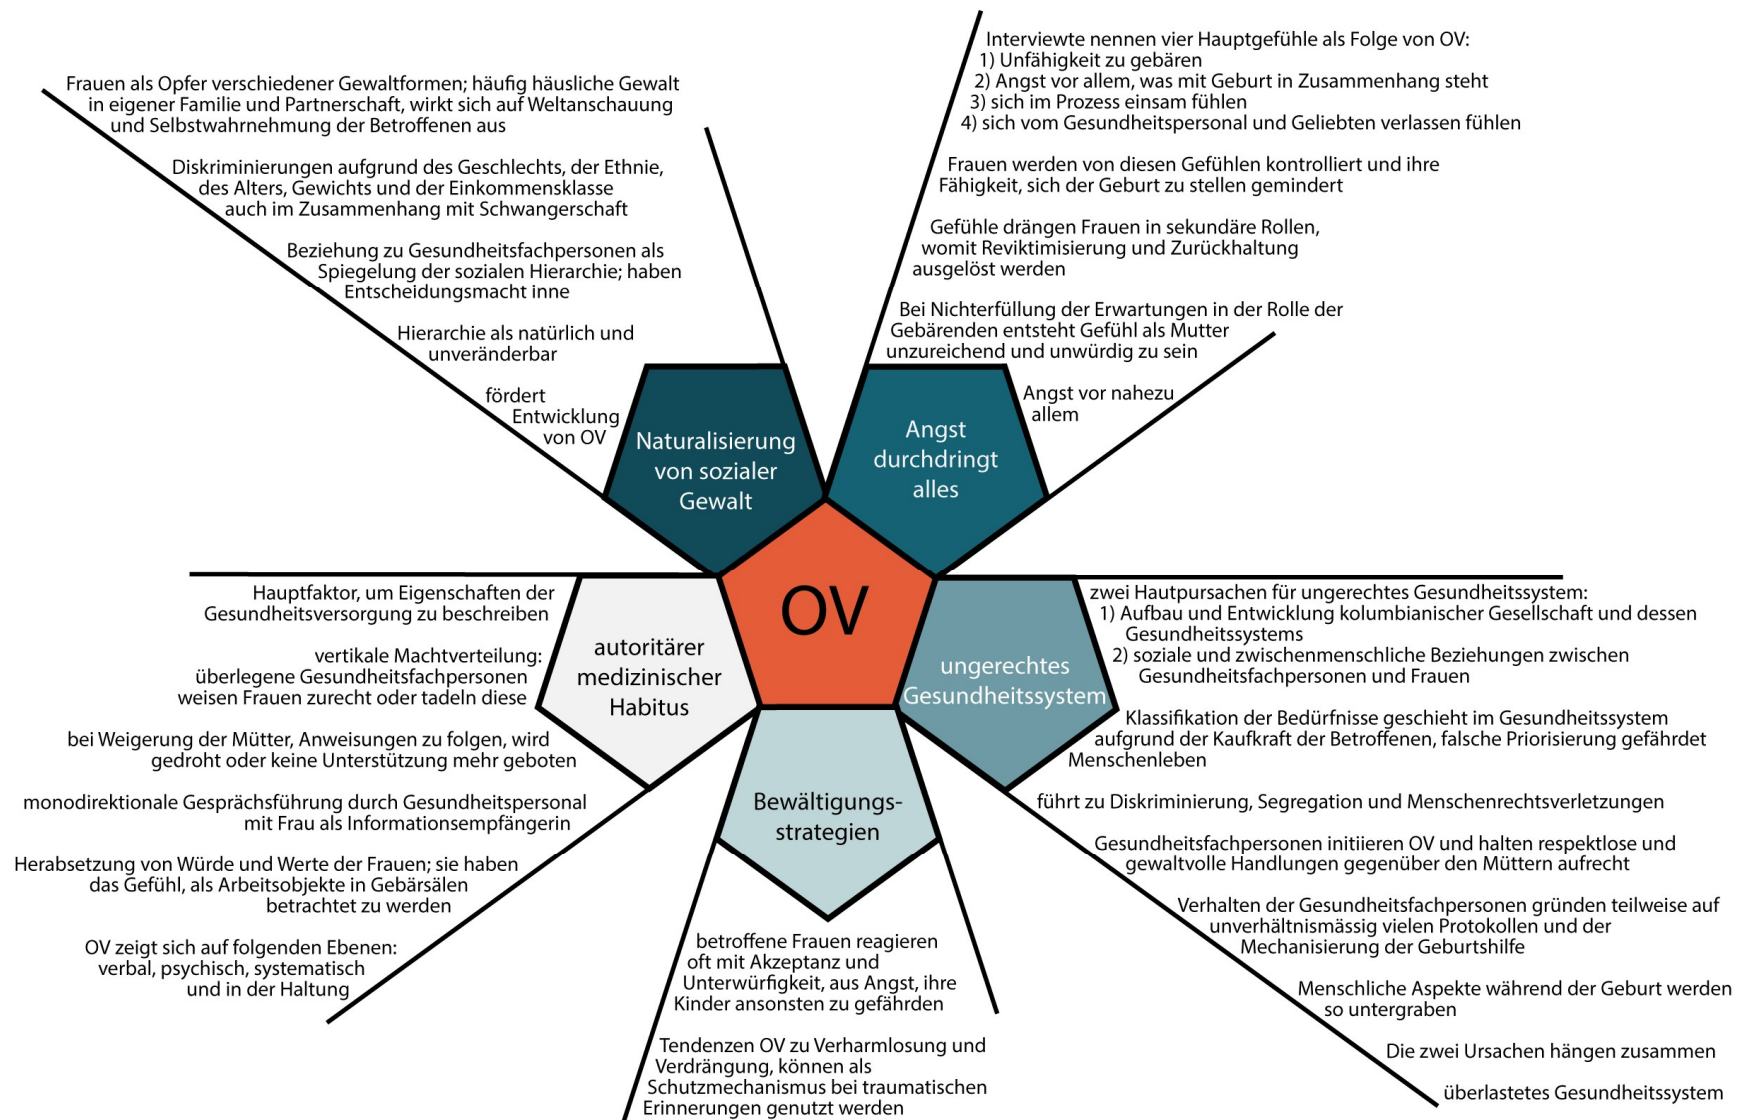 Frauen als Opfer verschiedener Gewaltformen; häufig häusliche Gewalt
in eigener Familie und Partnerschaft, wirkt sich auf Weltanschauung
und Selbstwahrnehmung der Betroffenen aus
Diskriminierungen aufgrund des Geschlechts, der Ethnie,
des Alters, Gewichts und der Einkommensklasse
auch im Zusammenhang mit Schwangerschaft
Beziehung zu Gesundheitsfachpersonen als
Spiegelung der sozialen Hierarchie; haben
Entscheidungsmacht inne
Hierarchie als natürlich und
unveränderbar
fördert
Entwicklung
von OV
Naturalisierung
von sozialer
Gewalt
Interviewte nennen vier Hauptgefühle als Folge von OV:
1) Unfähigkeit zu gebären
2) Angst vor allem, was mit Geburt in Zusammenhang steht
3) sich im Prozess einsam fühlen
4) sich vom Gesundheitspersonal und Geliebten verlassen fühlen
Frauen werden von diesen Gefühlen kontrolliert und ihre
Fähigkeit, sich der Geburt zu stellen gemindert
Gefühle drängen Frauen in sekundäre Rollen,
womit Reviktimisierung und Zurückhaltung
ausgelöst werden
Bei Nichterfüllung der Erwartungen in der Rolle der
Gebärenden entsteht Gefühl als Mutter
unzureichend und unwürdig zu sein
Angst vor nahezu
allem
Angst
durchdringt
alles
OV
Hauptfaktor, um Eigenschaften der
Gesundheitsversorgung zu beschreiben
vertikale Machtverteilung:
überlegene Gesundheitsfachpersonen
weisen Frauen zurecht oder tadeln diese
bei Weigerung der Mütter, Anweisungen zu folgen, wird
gedroht oder keine Unterstützung mehr geboten
monodirektionale Gesprächsführung durch Gesundheitspersonal
mit Frau als Informationsempfängerin
Herabsetzung von Würde und Werte der Frauen; sie haben
das Gefühl, als Arbeitsobjekte in Gebärsälen
betrachtet zu werden
OV zeigt sich auf folgenden Ebenen:
verbal, psychisch, systematisch
und in der Haltung
autoritärer
medizinischer
Habitus
Bewältigungs-
strategien
betroffene Frauen reagieren
oft mit Akzeptanz und
Unterwürfigkeit, aus Angst, ihre
Kinder ansonsten zu gefährden
Tendenzen OV zu Verharmlosung und
Verdrängung, können als
Schutzmechanismus bei traumatischen
Erinnerungen genutzt werden
ungerechtes
Gesundheitssystem
zwei Hautpursachen für ungerechtes Gesundheitssystem:
1) Aufbau und Entwicklung kolumbianischer Gesellschaft und dessen
Gesundheitssystems
2) soziale und zwischenmenschliche Beziehungen zwischen
Gesundheitsfachpersonen und Frauen
Klassifikation der Bedürfnisse geschieht im Gesundheitssystem
aufgrund der Kaufkraft der Betroffenen, falsche Priorisierung gefährdet
Menschenleben
führt zu Diskriminierung, Segregation und Menschenrechtsverletzungen
Gesundheitsfachpersonen initiieren OV und halten respektlose und
gewaltvolle Handlungen gegenüber den Müttern aufrecht
Verhalten der Gesundheitsfachpersonen gründen teilweise auf
unverhältnismässig vielen Protokollen und der
Mechanisierung der Geburtshilfe
Menschliche Aspekte während der Geburt werden
so untergraben
Die zwei Ursachen hängen zusammen
überlastetes Gesundheitssystem